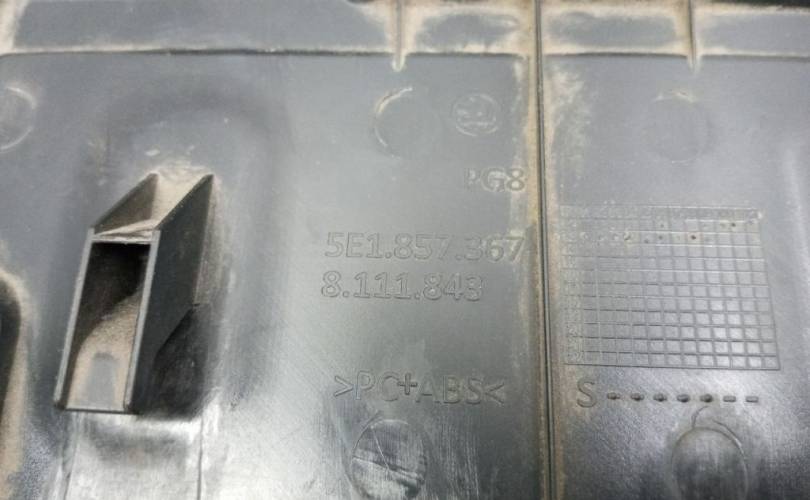 PG8
5E1.857.367
8.111.843
>PC+ABS<
S